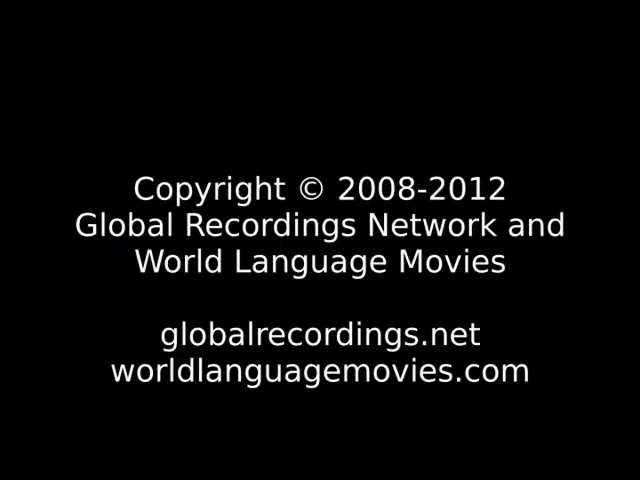 Copyright © 2008-2012
Global Recordings Network and
World Language Movies
globalrecordings.net
worldlanguagemovies.com